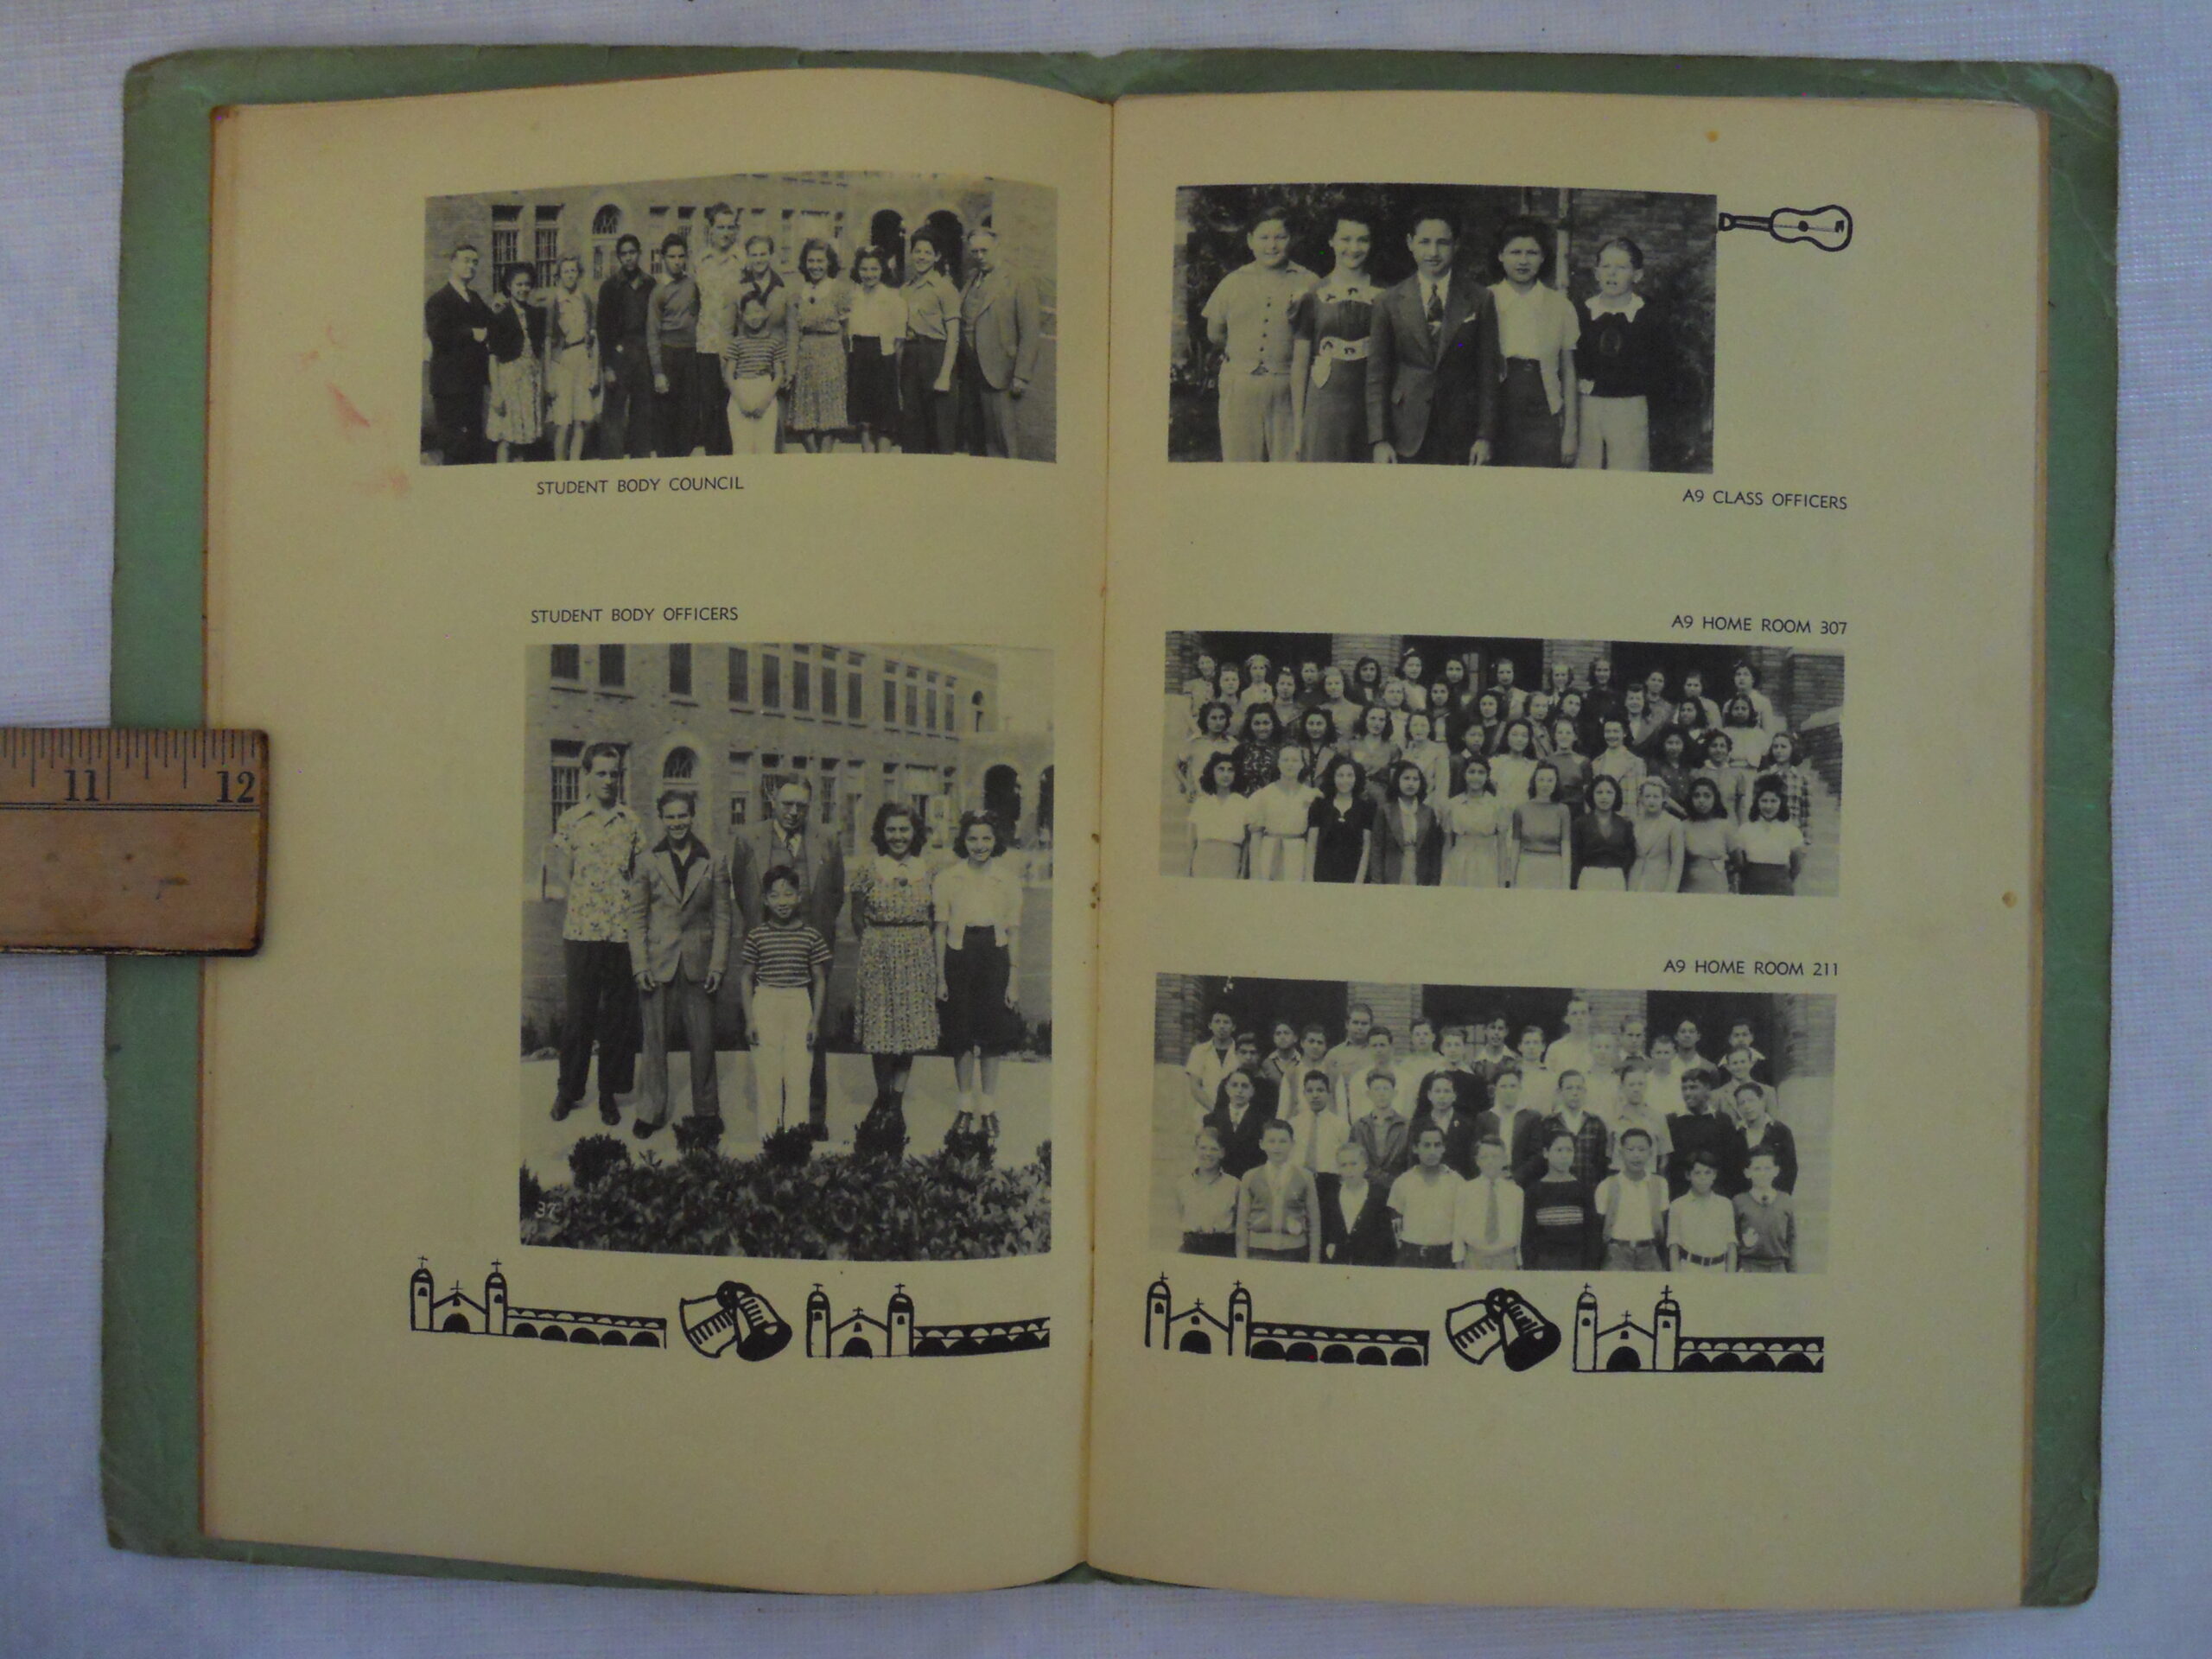 STUDENT BODY COUNCIL
STUDENT BODY OFFICERS
37
A9 CLASS OFFICERS
A9 HOME ROOM 307
A9 HOME ROOM 211
11 12